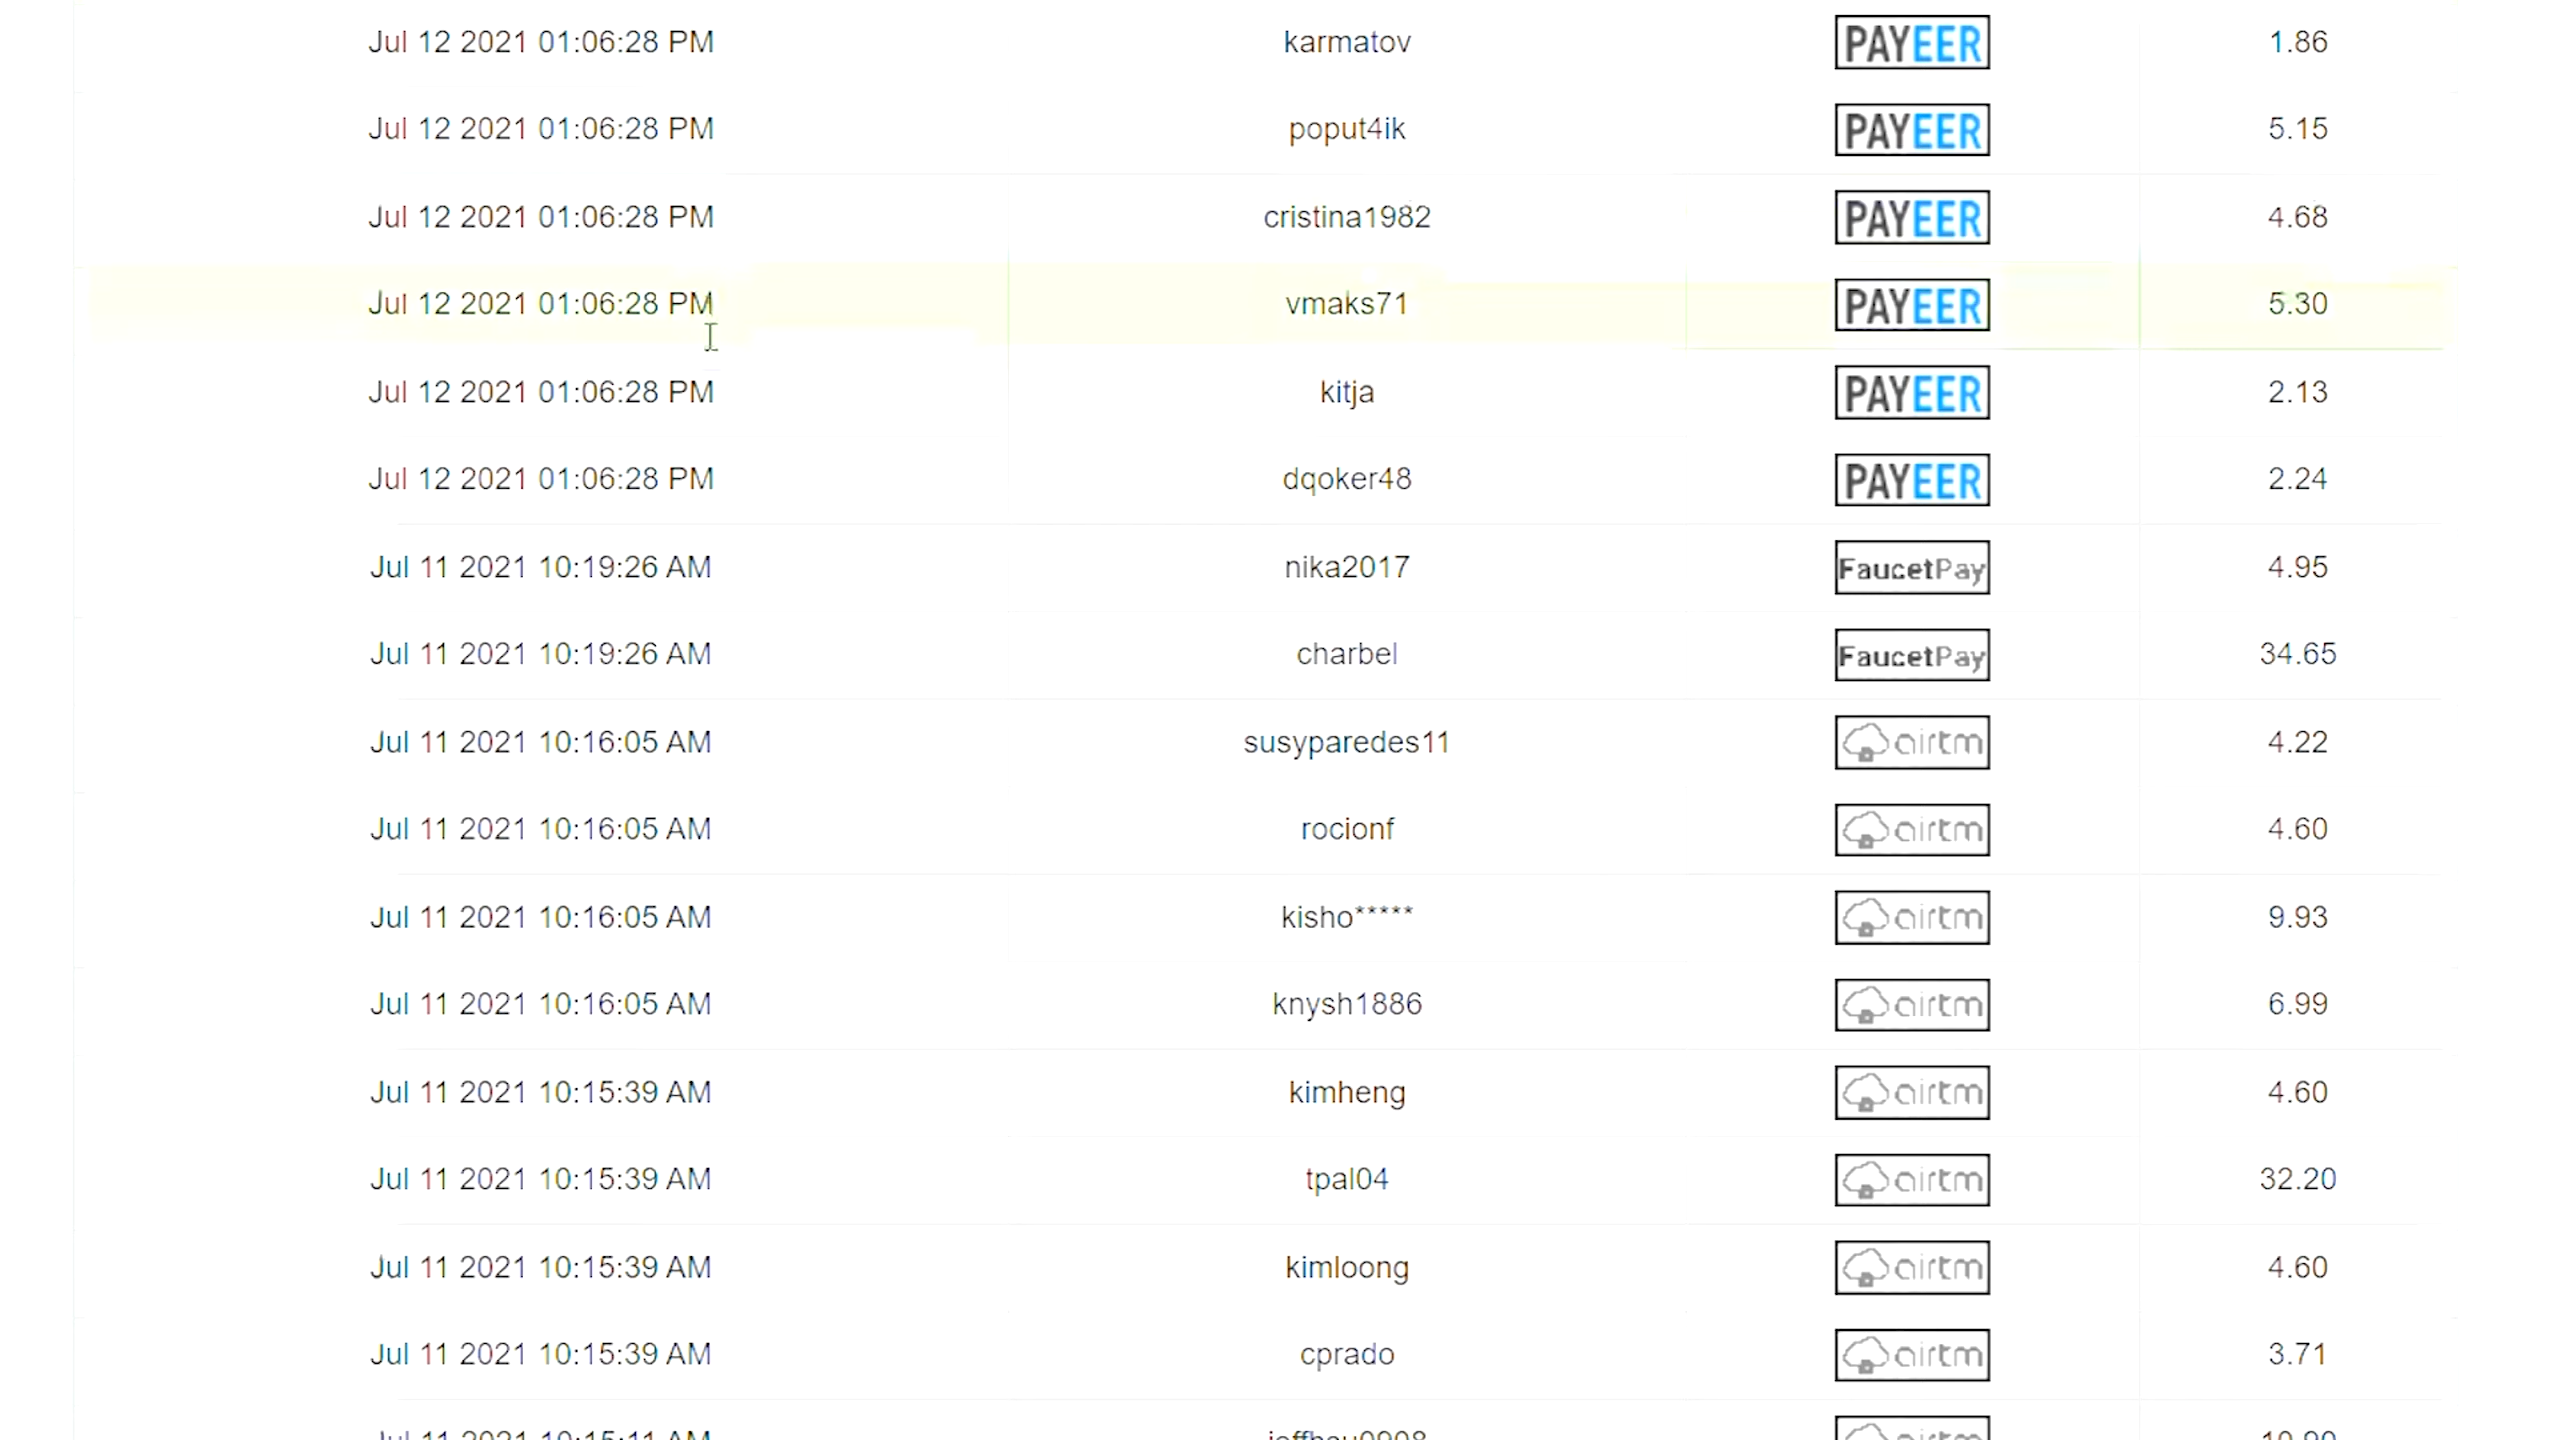 Jul 12 2021 01:06:28 PM karmatov PAYEER 1.86
Jul 12 2021 01:06:28 PM poput4ik PAYEER 5.15
Jul 12 2021 01:06:28 PM cristina1982 PAYEER 4.68
Jul 12 2021 01:06:28 PM vmaks71 PAYEER 5.30
Jul 12 2021 01:06:28 PM kitja PAYEER 2.13
Jul 12 2021 01:06:28 PM dqoker48 PAYEER 2.24
Jul 11 2021 10:19:26 AM nika2017 FaucetPay 4.95
Jul 11 2021 10:19:26 AM charbel FaucetPay 34.65
Jul 11 2021 10:16:05 AM susyparedes11 airtm 4.22
Jul 11 2021 10:16:05 AM rocionf airtm 4.60
Jul 11 2021 10:16:05 AM kisho***** airtm 9.93
Jul 11 2021 10:16:05 AM knysh1886 airtm 6.99
Jul 11 2021 10:15:39 AM kimheng airtm 4.60
Jul 11 2021 10:15:39 AM tpal04 airtm 32.20
Jul 11 2021 10:15:39 AM kimloong airtm 4.60
Jul 11 2021 10:15:39 AM cprado airtm 3.71
Jul 11 2021 10:15:11 AM